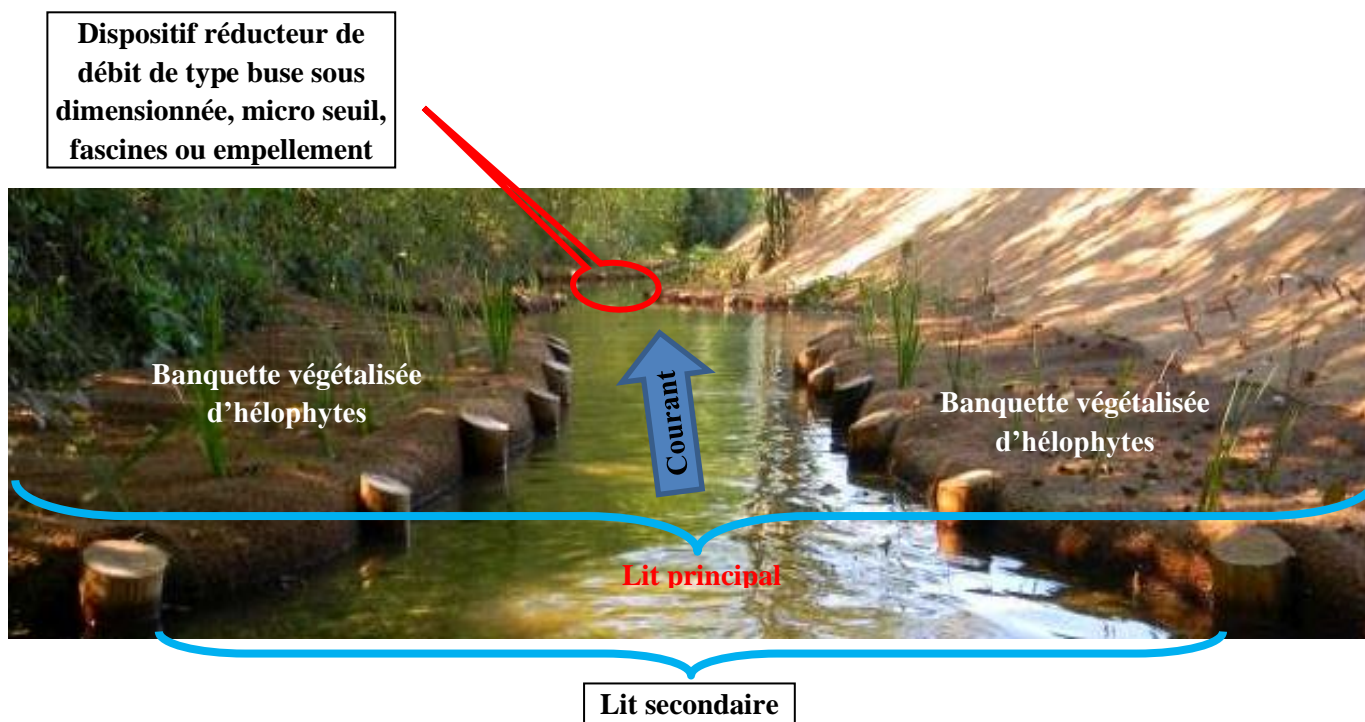 Dispositif réducteur de
débit de type buse sous
dimensionnée, micro seuil,
fascines ou empellement
Banquette végétalisée
d’hélophytes
Courant
Banquette végétalisée
d’hélophytes
Lit principal
Lit secondaire